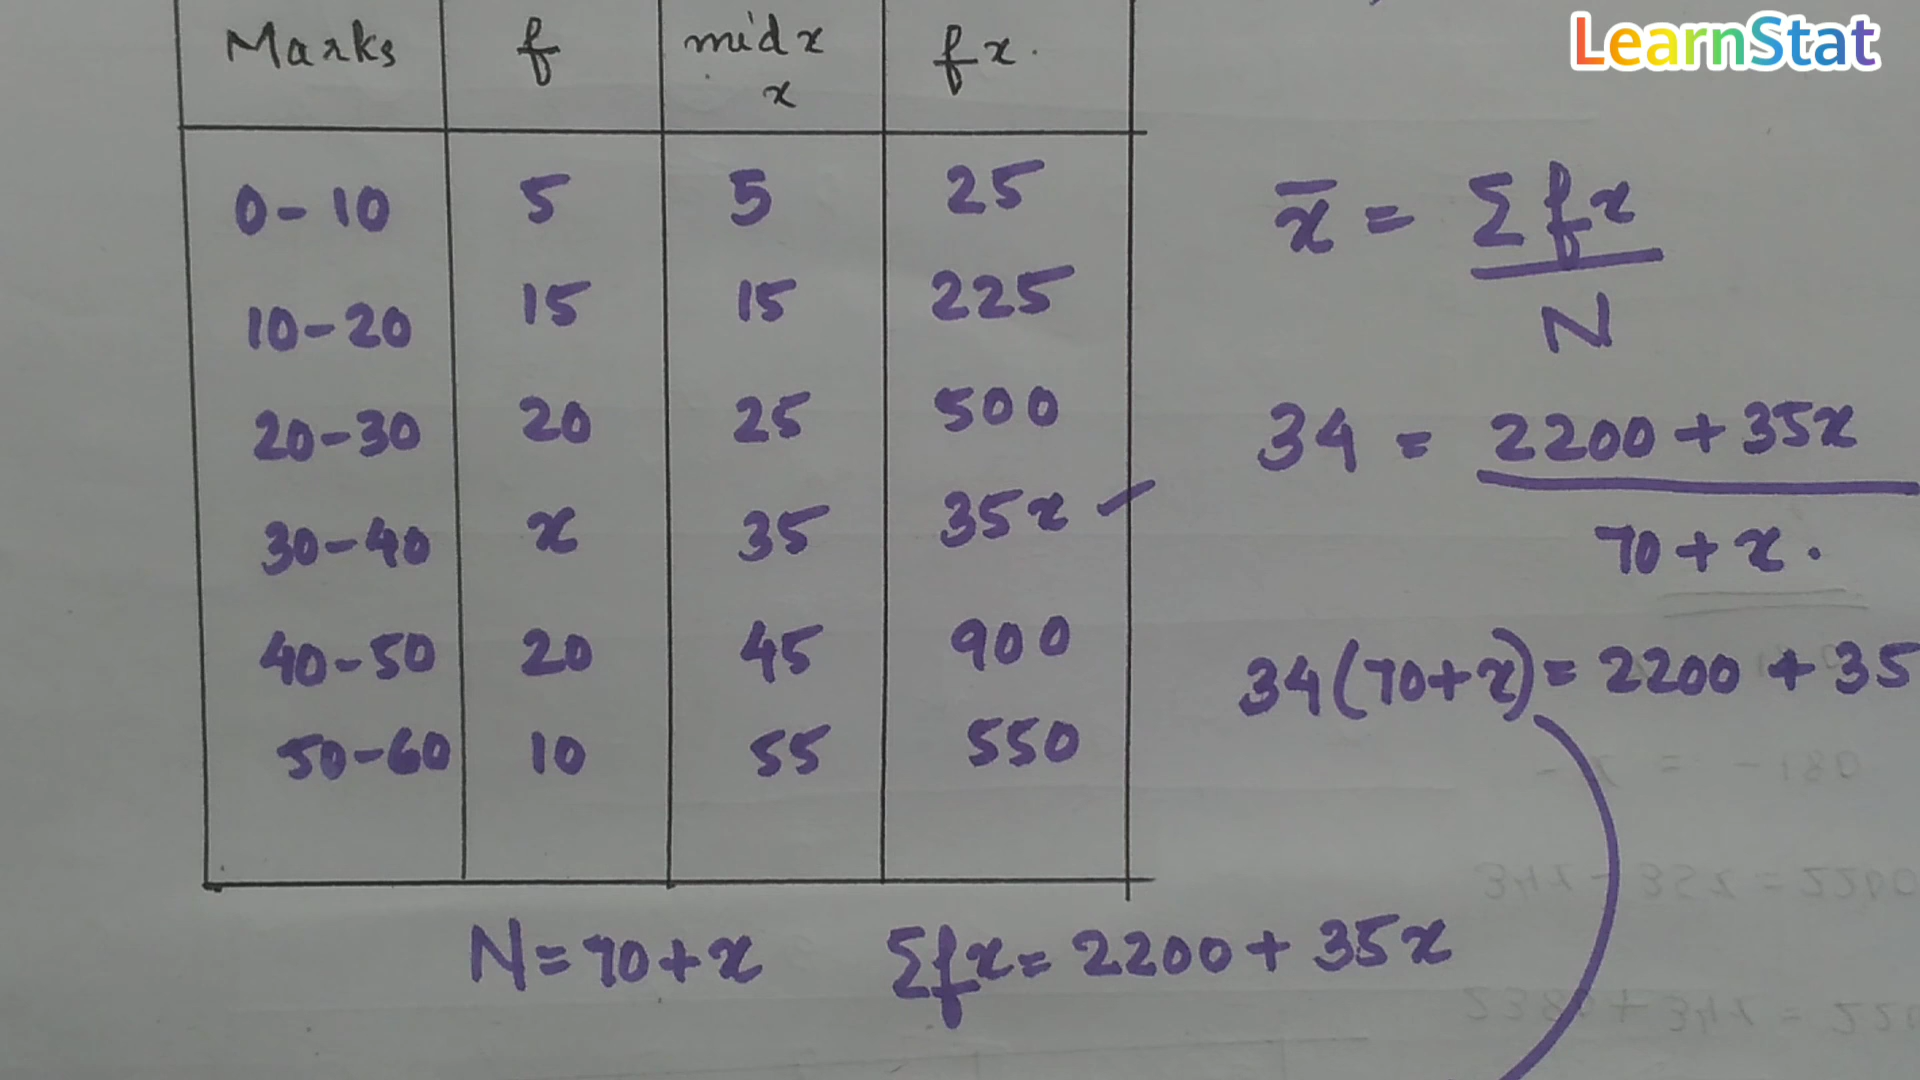 LearnStat
Marks f mid x fx.
x
0-10 5 5 25
10-20 15 15 225
20-30 20 25 500
30-40 x 35 35x
40-50 20 45 900
50-60 10 55 550
N=70+x Σfx=2200+35x
x̄ = Σfx
N
34 = 2200+35x
70+x.
34(70+x)=2200+35